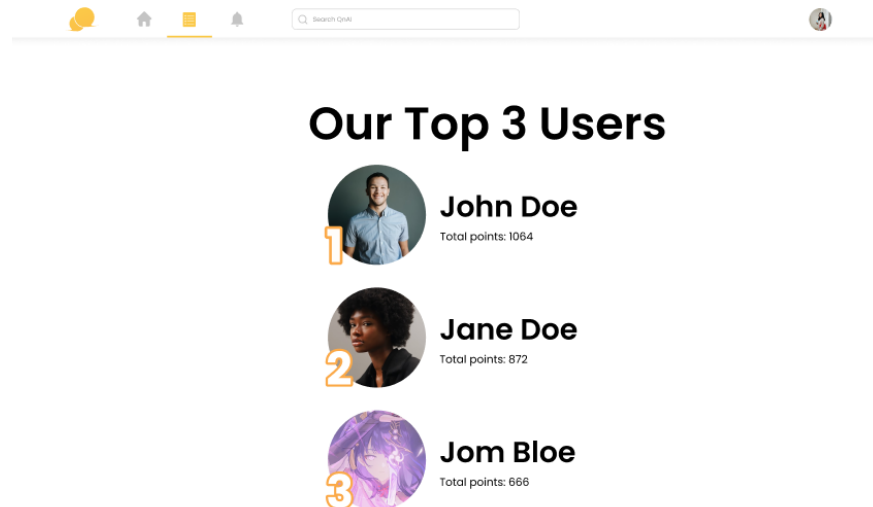 Search QnAl
Our Top 3 Users
John Doe
Total points: 1064
1
Jane Doe
Total points: 872
2
Jom Bloe
Total points: 666
3